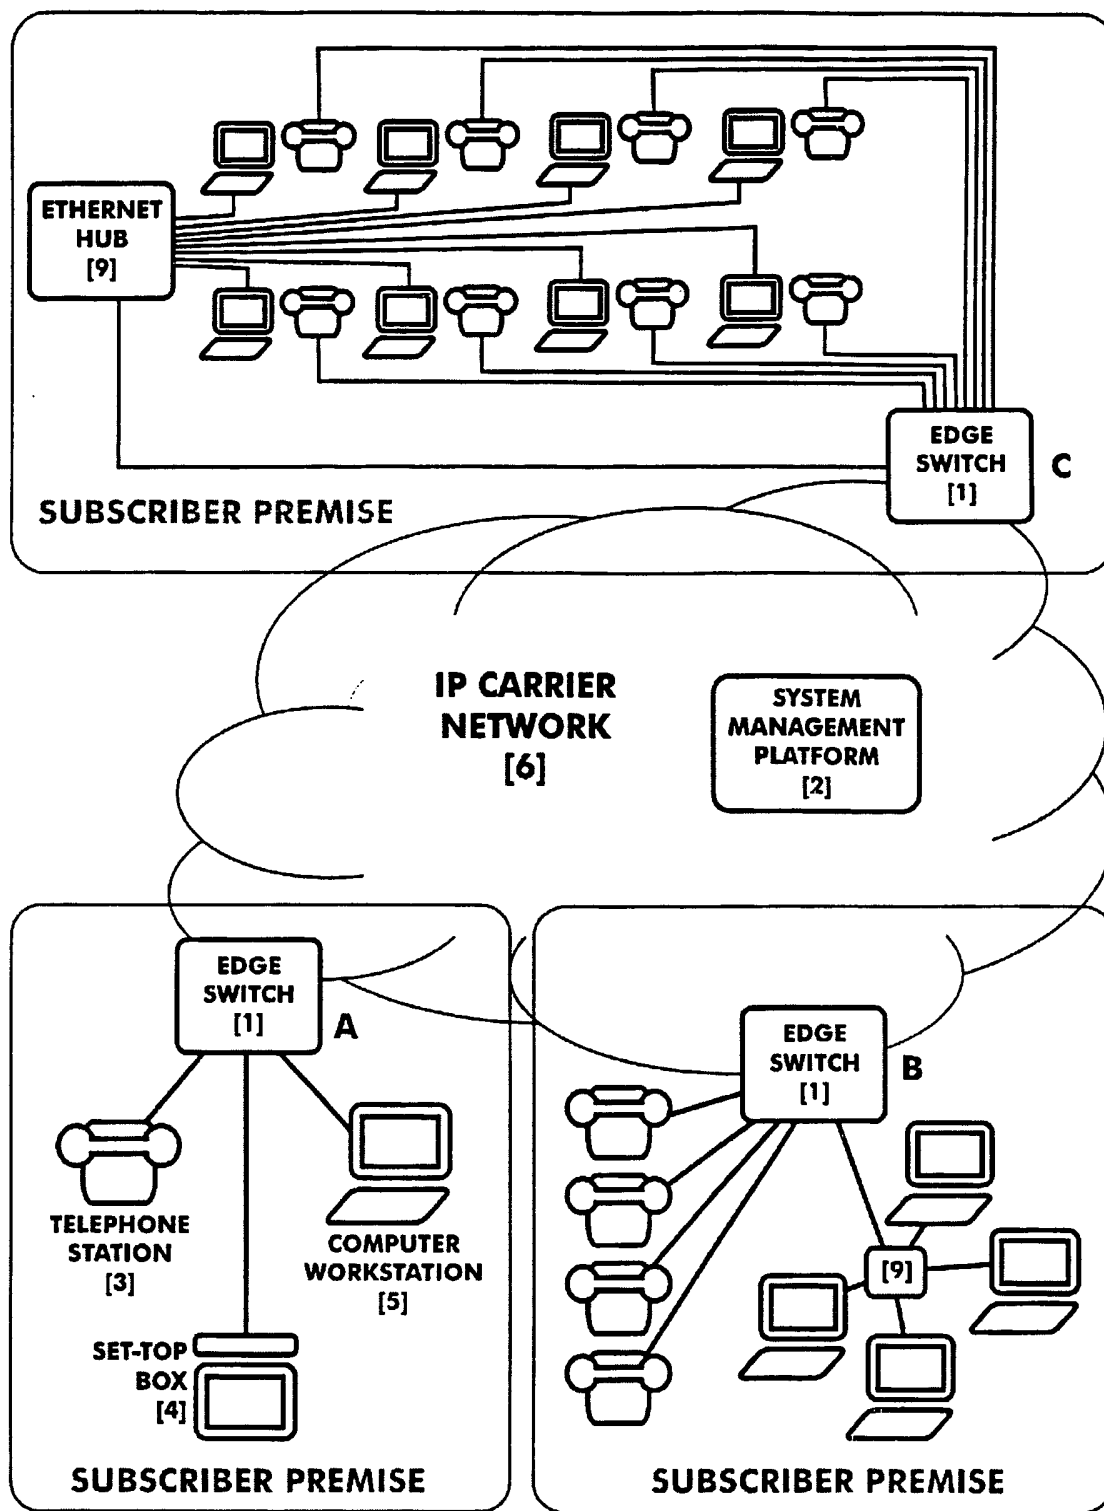 ETHERNET
HUB
[9]
EDGE
SWITCH
[1]
C
SUBSCRIBER PREMISE
IP CARRIER
NETWORK
[6]
SYSTEM
MANAGEMENT
PLATFORM
[2]
EDGE
SWITCH
[1]
A
TELEPHONE
STATION
[3]
COMPUTER
WORKSTATION
[5]
SET-TOP
BOX
[4]
SUBSCRIBER PREMISE
EDGE
SWITCH
[1]
B
[9]
SUBSCRIBER PREMISE